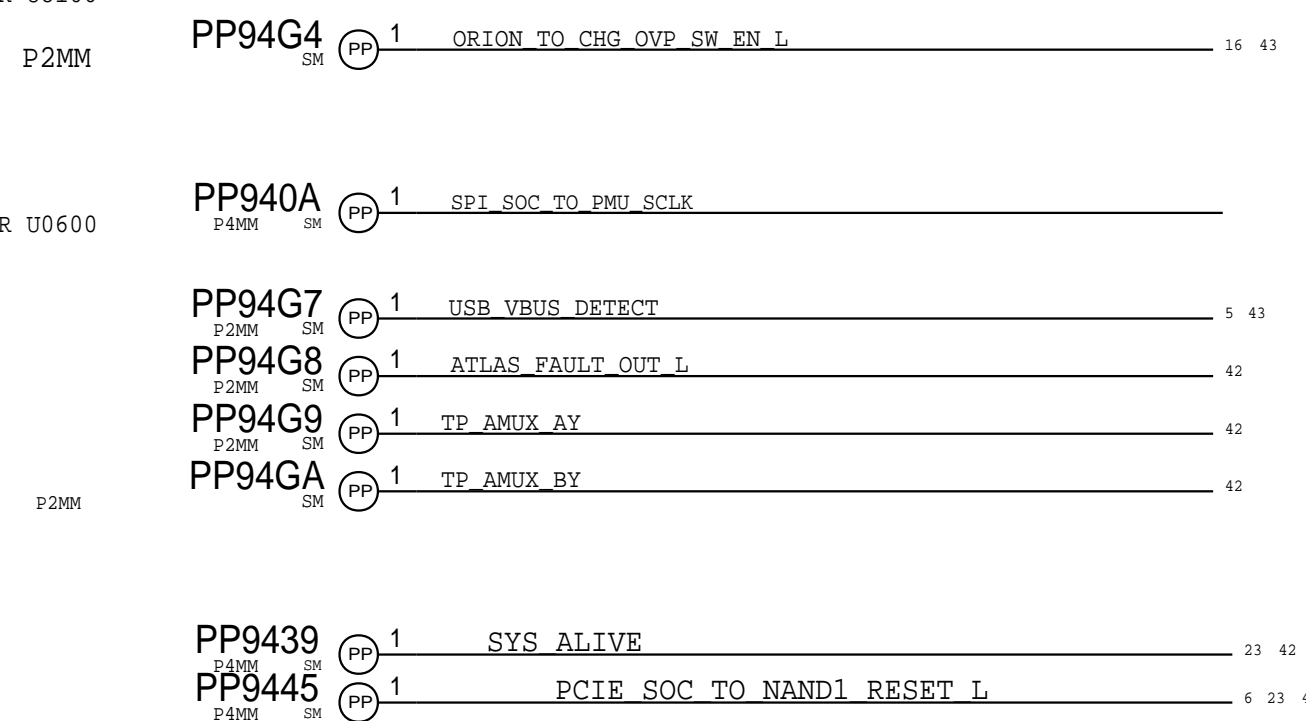 PP94G4 PP 1 ORION_TO_CHG_OVP_SW_EN_L 16 43
P2MM SM
PP940A PP 1 SPI_SOC_TO_PMU_SCLK
R U0600 P4MM SM
PP94G7 PP 1 USB_VBUS_DETECT 5 43
P2MM SM
PP94G8 PP 1 ATLAS_FAULT_OUT_L 42
P2MM SM
PP94G9 PP 1 TP_AMUX_AY 42
P2MM SM
PP94GA PP 1 TP_AMUX_BY 42
P2MM SM
PP9439 PP 1 SYS_ALIVE 23 42
P4MM SM
PP9445 PP 1 PCIE_SOC_TO_NAND1_RESET_L 6 23
P4MM SM